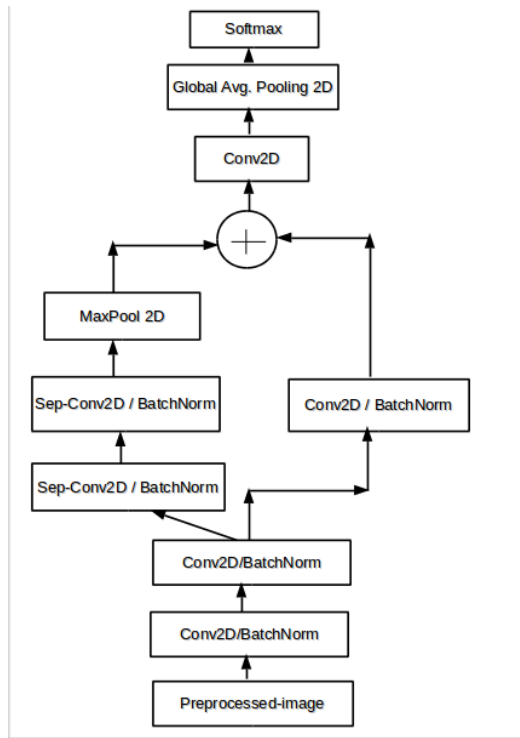 Softmax
Global Avg. Pooling 2D
Conv2D
MaxPool 2D
Sep-Conv2D / BatchNorm
Conv2D / BatchNorm
Sep-Conv2D / BatchNorm
Conv2D/BatchNorm
Conv2D/BatchNorm
Preprocessed-image